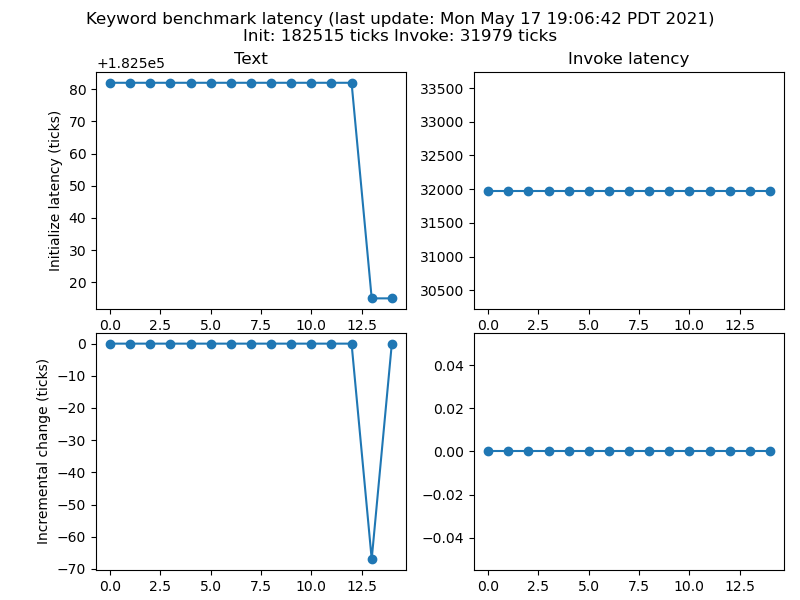 Keyword benchmark latency (last update: Mon May 17 19:06:42 PDT 2021)
Init: 182515 ticks Invoke: 31979 ticks
Text
+1.825e5
Initialize latency (ticks)
80
70
60
50
40
30
20
0.0 2.5 5.0 7.5 10.0 12.5
Invoke latency
33500
33000
32500
32000
31500
31000
30500
0.0 2.5 5.0 7.5 10.0 12.5
Incremental change (ticks)
0
−10
−20
−30
−40
−50
−60
−70
0.0 2.5 5.0 7.5 10.0 12.5
0.04
0.02
0.00
−0.02
−0.04
0.0 2.5 5.0 7.5 10.0 12.5